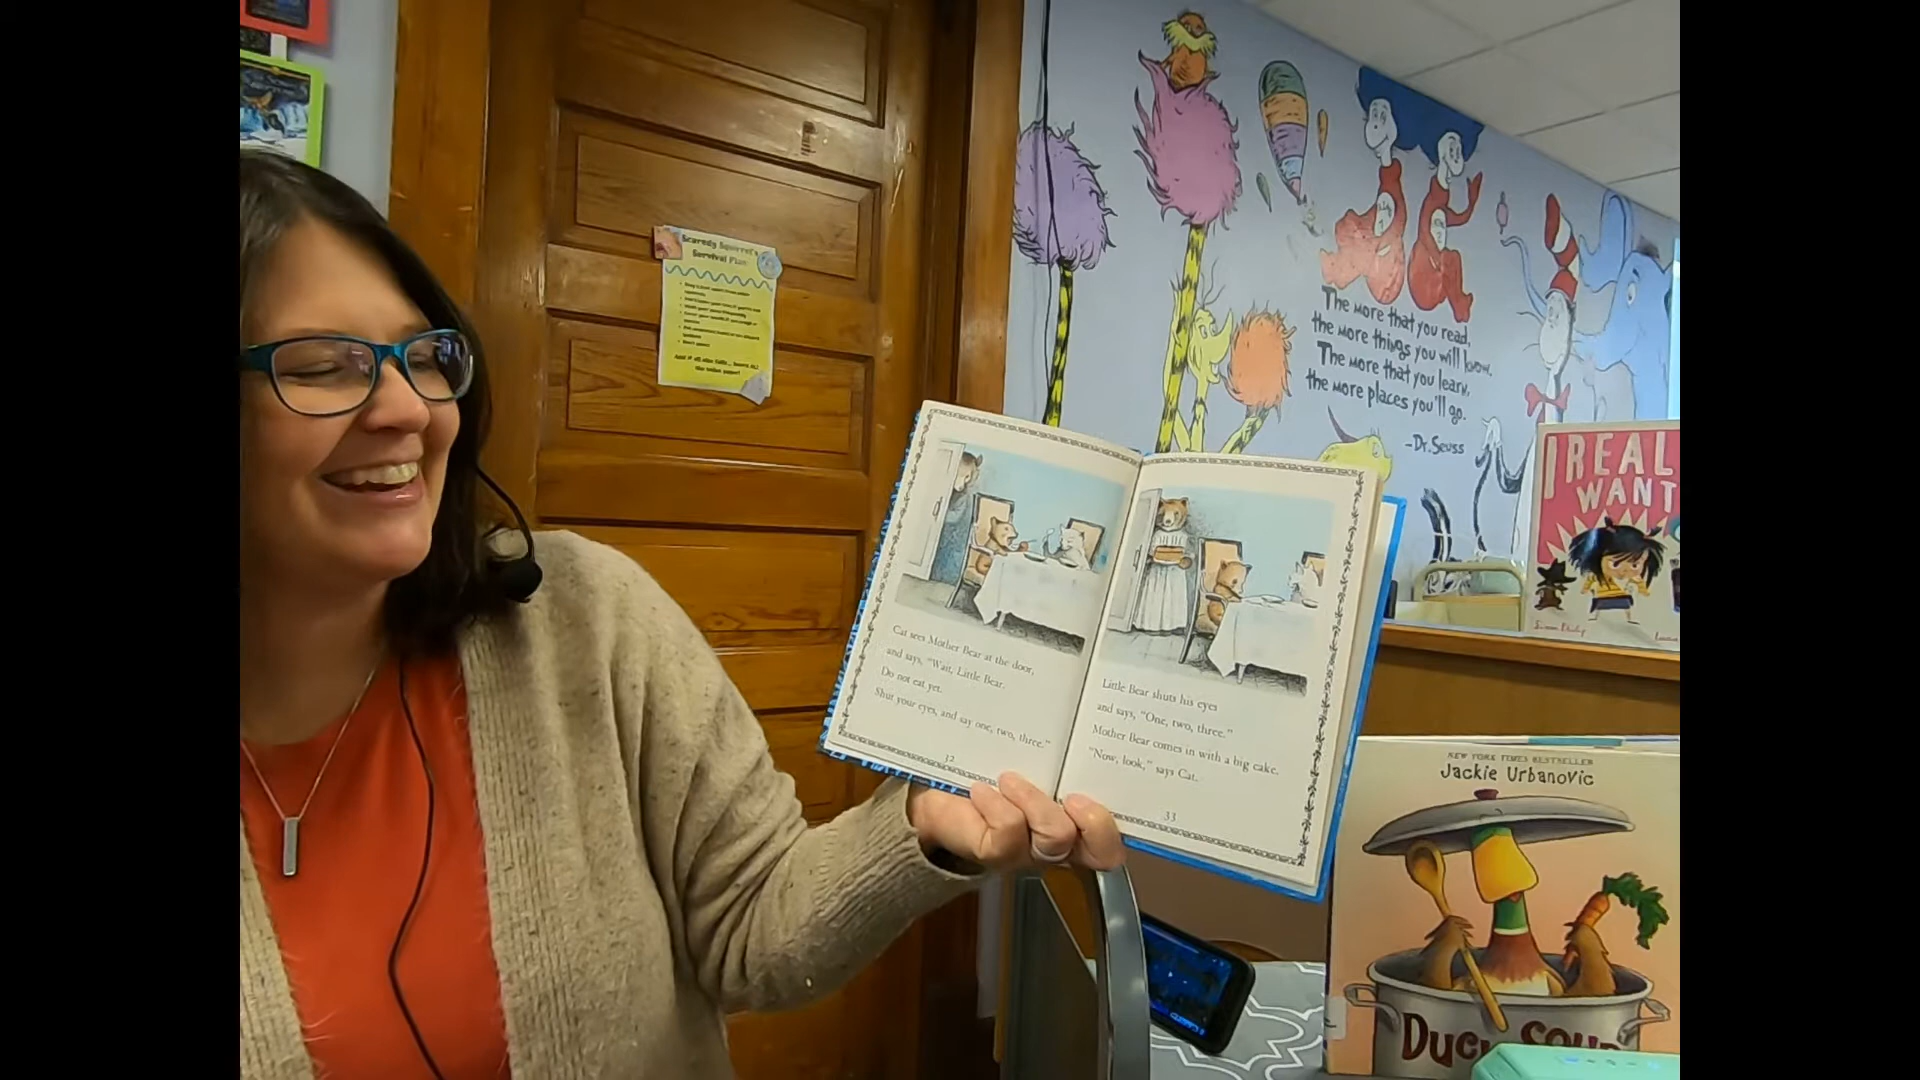 Scaredy Squirrel's
Survival Plan
The more that you read,
the more things you will know.
The more that you learn,
the more places you'll go.
-Dr. Seuss
I REAL
WANT
Cat sees Mother Bear at the door,
and says, "Wait, Little Bear.
Do not eat yet.
Shut your eyes, and say one, two, three."
32
Little Bear shuts his eyes
and says, "One, two, three."
Mother Bear comes in with a big cake.
"Now, look," says Cat.
33
NEW YORK TIMES BESTSELLER
Jackie Urbanovic
Duck Soup